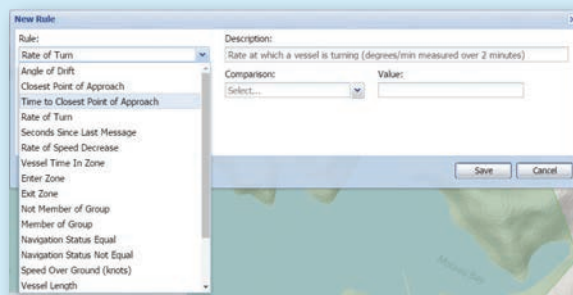 New Rule
Rule:
Rate of Turn
Description:
Rate at which a vessel is turning (degrees/min measured over 2 minutes)
Comparison:
Select...
Value:
Angle of Drift
Closest Point of Approach
Time to Closest Point of Approach
Rate of Turn
Seconds Since Last Message
Rate of Speed Decrease
Vessel Time In Zone
Enter Zone
Exit Zone
Not Member of Group
Member of Group
Navigation Status Equal
Navigation Status Not Equal
Speed Over Ground (knots)
Vessel Length
Save
Cancel